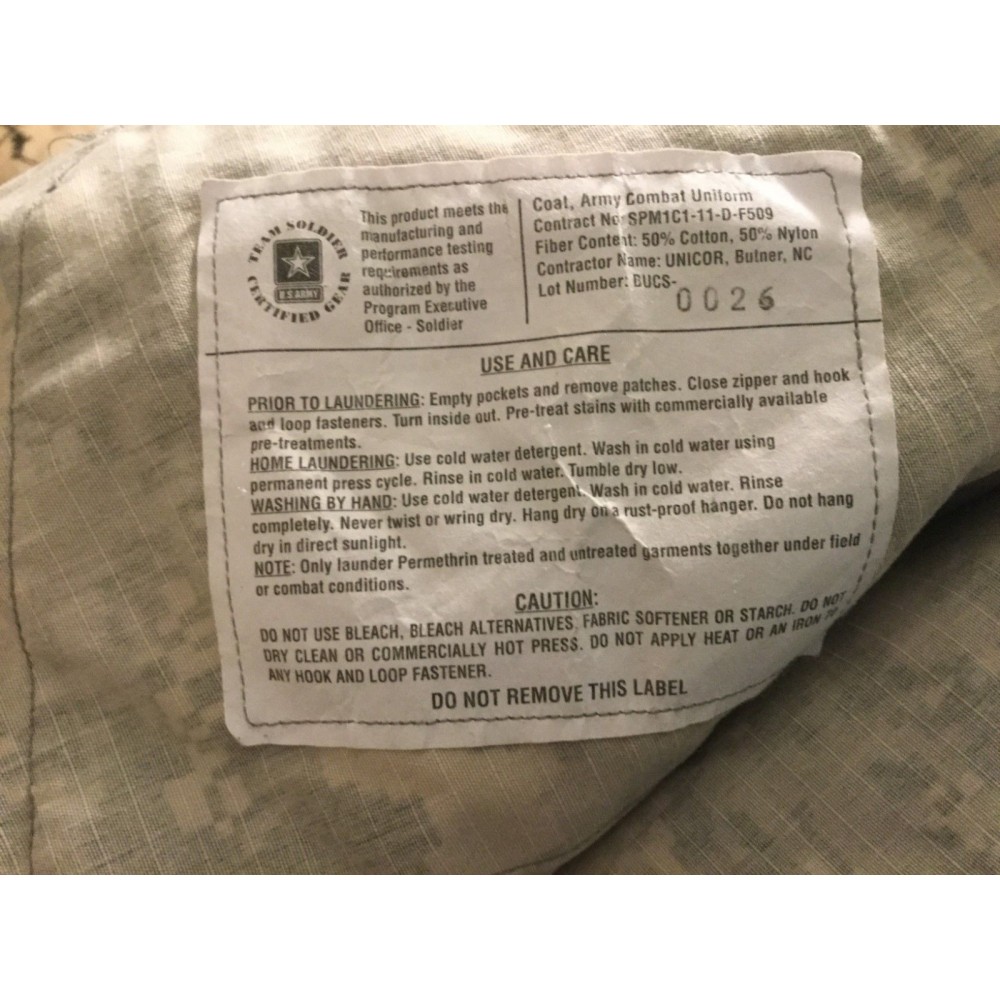 TEAM SOLDIER
CERTIFIED GEAR
U.S. ARMY
This product meets the
manufacturing and
performance testing
requirements as
authorized by the
Program Executive
Office - Soldier
Coat, Army Combat Uniform
Contract No: SPM1C1-11-D-F509
Fiber Content: 50% Cotton, 50% Nylon
Contractor Name: UNICOR, Butner, NC
Lot Number: BUCS-
0026
USE AND CARE
PRIOR TO LAUNDERING: Empty pockets and remove patches. Close zipper and hook
and loop fasteners. Turn inside out. Pre-treat stains with commercially available
pre-treatments.
HOME LAUNDERING: Use cold water detergent. Wash in cold water using
permanent press cycle. Rinse in cold water. Tumble dry low.
WASHING BY HAND: Use cold water detergent. Wash in cold water. Rinse
completely. Never twist or wring dry. Hang dry on a rust-proof hanger. Do not hang
dry in direct sunlight.
NOTE: Only launder Permethrin treated and untreated garments together under field
or combat conditions.
CAUTION:
DO NOT USE BLEACH, BLEACH ALTERNATIVES, FABRIC SOFTENER OR STARCH. DO NOT
DRY CLEAN OR COMMERCIALLY HOT PRESS. DO NOT APPLY HEAT OR AN IRON TO
ANY HOOK AND LOOP FASTENER.
DO NOT REMOVE THIS LABEL